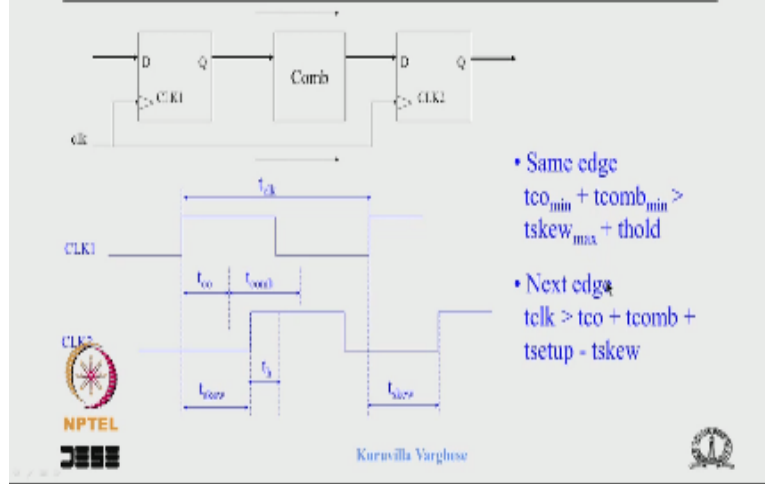 D Q
CLK1
Comb
D Q
CLK2
clk
tclk
CLK1
tco tcomb
CLK2
th
tskew
tskew
• Same edge
tcomin + tcombmin >
tskewmax + thold
• Next edge
tclk > tco + tcomb +
tsetup - tskew
NPTEL
DESE
Kuruvilla Varghese